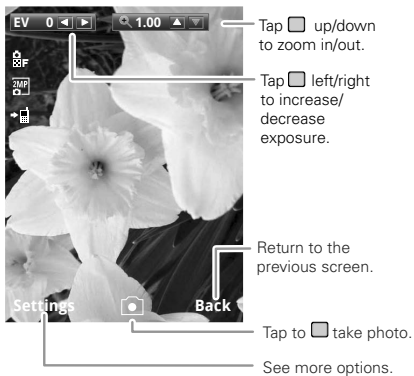 EV 0 1.00
2MP
F
Tap up/down
to zoom in/out.
Tap left/right
to increase/
decrease
exposure.
Return to the
previous screen.
Settings Back
Tap to take photo.
See more options.